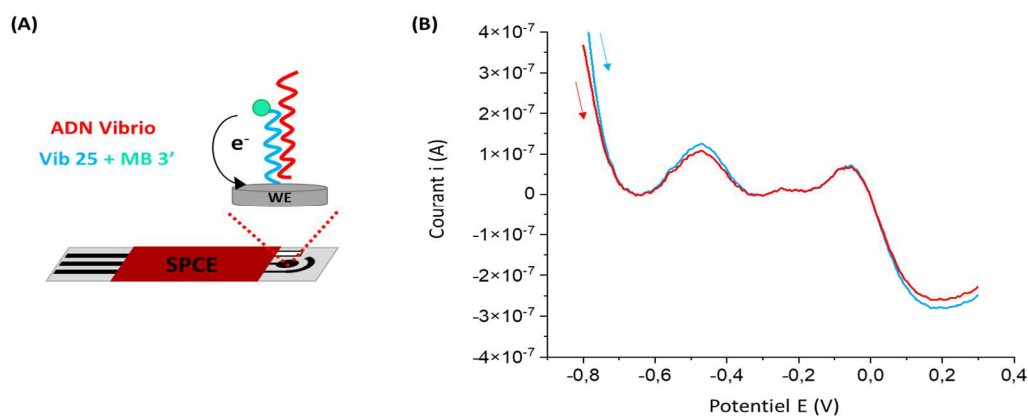 (A)
ADN Vibrio
Vib 25 + MB 3’
e-
WE
SPCE
(B)
Courant i (A)
4×10-7
3×10-7
2×10-7
1×10-7
0
-1×10-7
-2×10-7
-3×10-7
-4×10-7
-0,8 -0,6 -0,4 -0,2 0,0 0,2 0,4
Potentiel E (V)